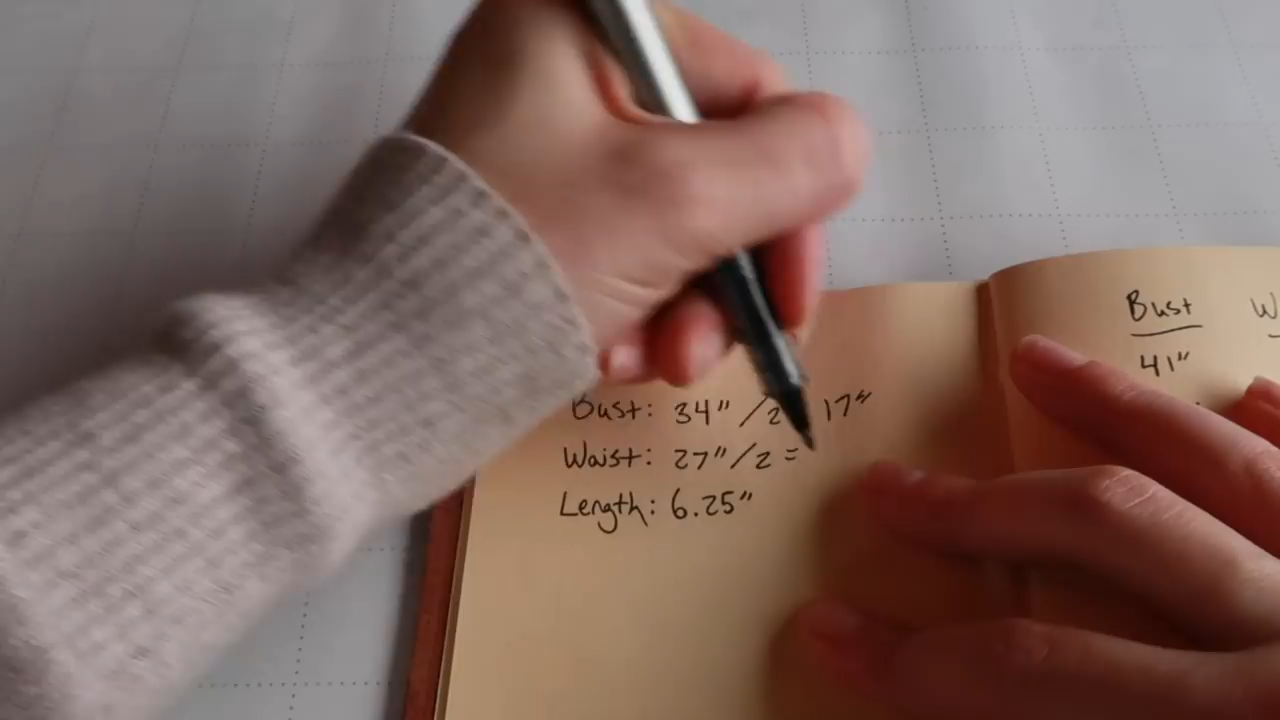 Bust: 34" /2 17"
Waist: 27"/2 =
Length: 6.25"
Bust W
41"